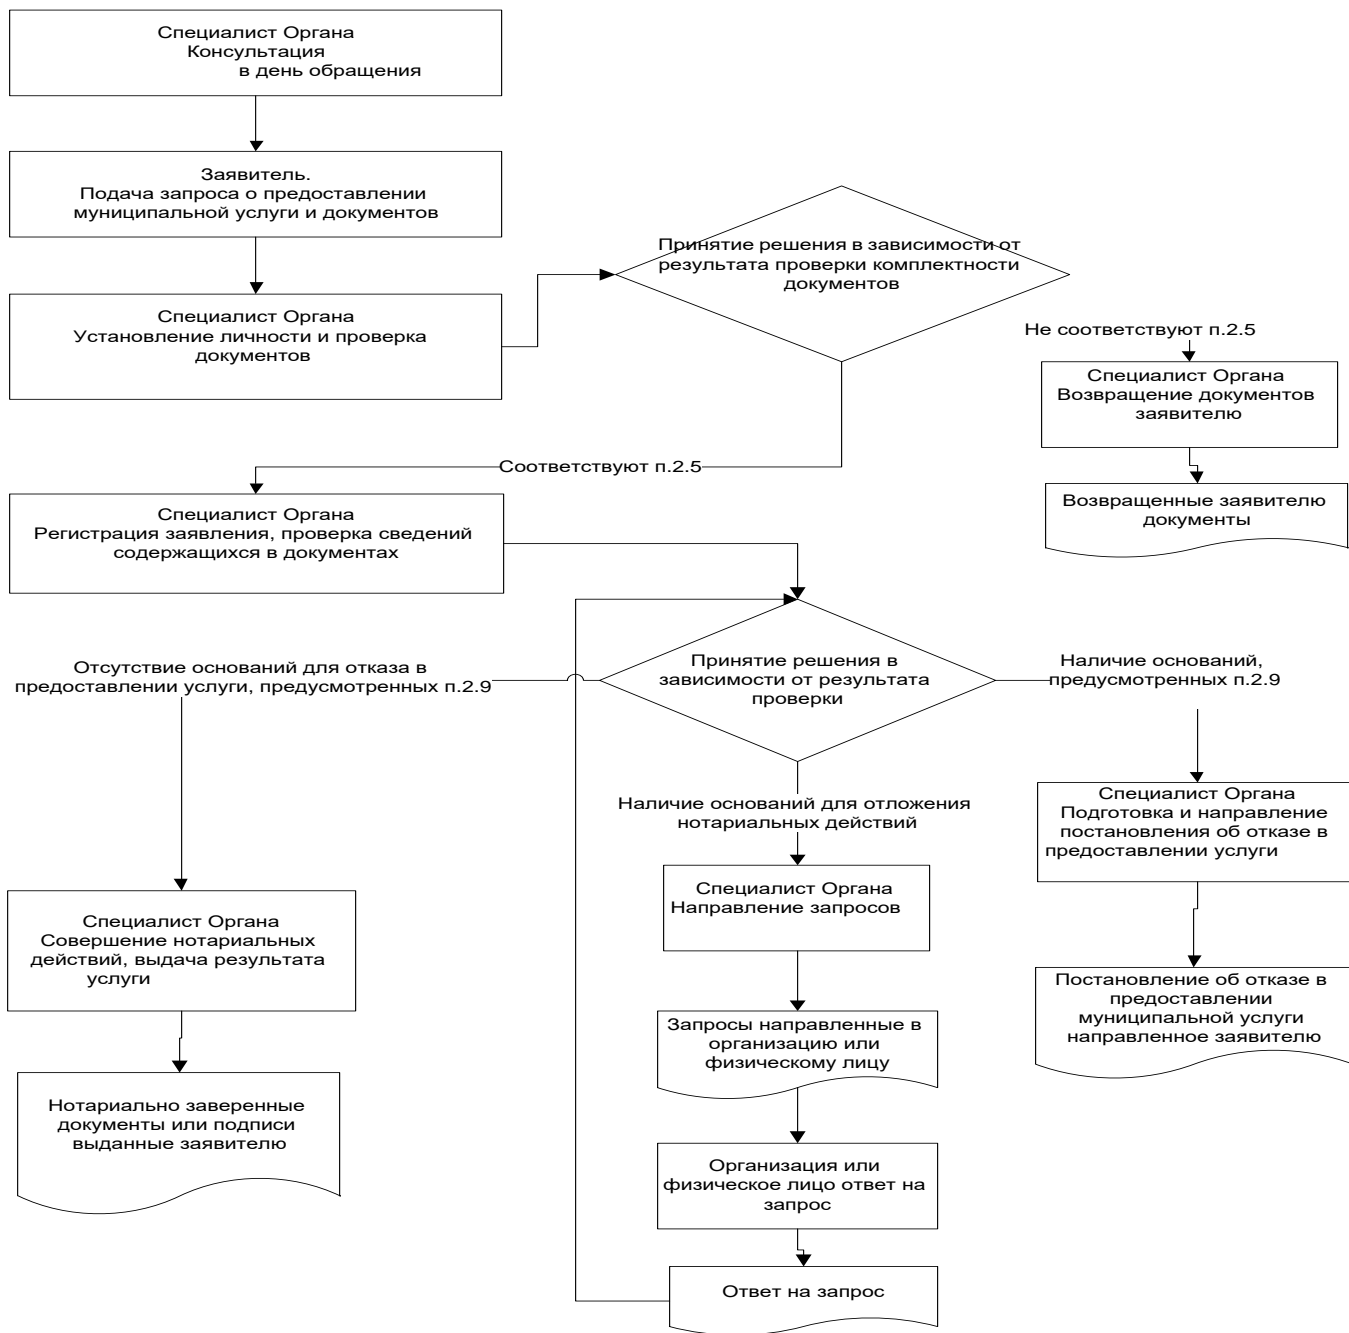 Специалист Органа
Консультация
в день обращения
Заявитель.
Подача запроса о предоставлении
муниципальной услуги и документов
Специалист Органа
Установление личности и проверка
документов
Принятие решения в зависимости от
результата проверки комплектности
документов
Не соответствуют п.2.5
Специалист Органа
Возвращение документов
заявителю
Возвращенные заявителю
документы
Соответствуют п.2.5
Специалист Органа
Регистрация заявления, проверка сведений
содержащихся в документах
Принятие решения в
зависимости от результата
проверки
Отсутствие оснований для отказа в
предоставлении услуги, предусмотренных п.2.9
Наличие оснований,
предусмотренных п.2.9
Наличие оснований для отложения
нотариальных действий
Специалист Органа
Подготовка и направление
постановления об отказе в
предоставлении услуги
Специалист Органа
Направление запросов
Специалист Органа
Совершение нотариальных
действий, выдача результата
услуги
Постановление об отказе в
предоставлении
муниципальной услуги
направленное заявителю
Запросы направленные в
организацию или
физическому лицу
Нотариально заверенные
документы или подписи
выданные заявителю
Организация или
физическое лицо ответ на
запрос
Ответ на запрос